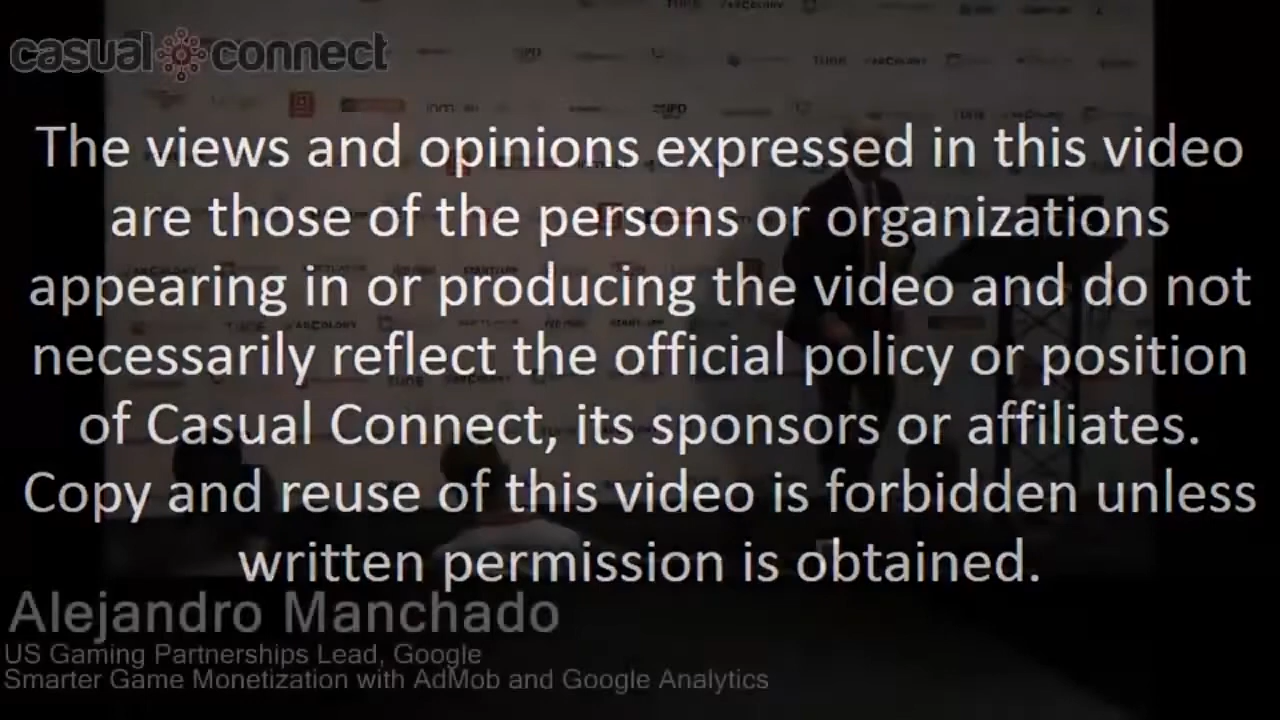 casual connect
The views and opinions expressed in this video
are those of the persons or organizations
appearing in or producing the video and do not
necessarily reflect the official policy or position
of Casual Connect, its sponsors or affiliates.
Copy and reuse of this video is forbidden unless
written permission is obtained.
Alejandro Manchado
US Gaming Partnerships Lead, Google
Smarter Game Monetization with AdMob and Google Analytics